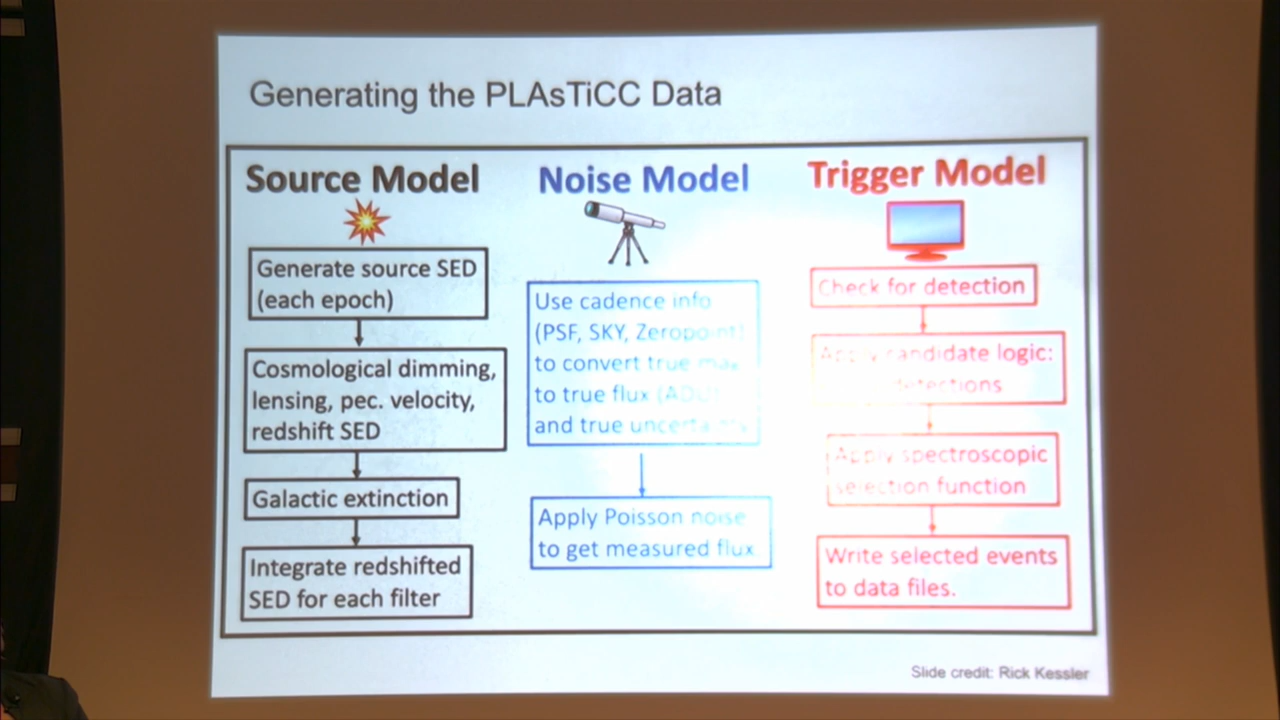 Generating the PLAsTiCC Data
Source Model
Generate source SED
(each epoch)
Cosmological dimming,
lensing, pec. velocity,
redshift SED
Galactic extinction
Integrate redshifted
SED for each filter
Noise Model
Use cadence info
(PSF, SKY, Zeropoint)
to convert true mag
to true flux (ADU)
and true uncertainty
Apply Poisson noise
to get measured flux
Trigger Model
Check for detection
Apply candidate logic:
detections
Apply spectroscopic
selection function
Write selected events
to data files.
Slide credit: Rick Kessler